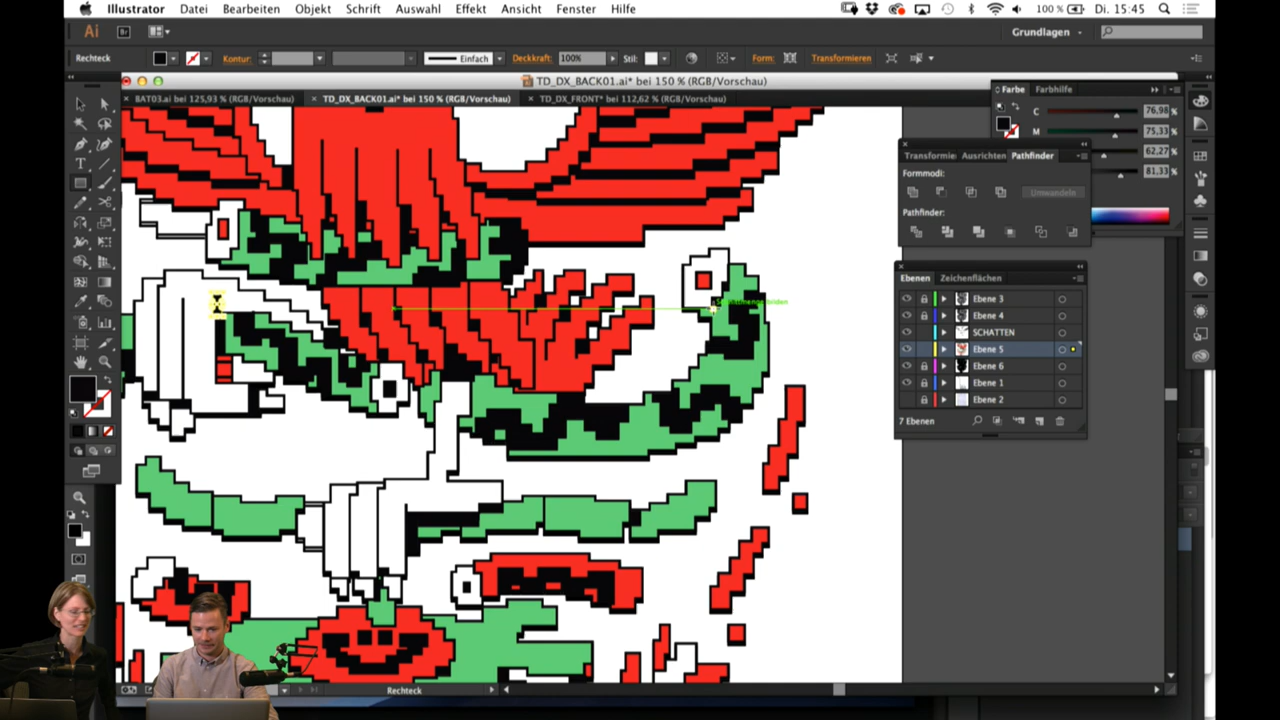 Illustrator Datei Bearbeiten Objekt Schrift Auswahl Effekt Ansicht Fenster Hilfe 100 % Di. 15:45
Ai Br Grundlagen
Rechteck Kontur: Einfach Deckkraft: 100% Stil: Form: Transformieren
TD_DX_BACK01.ai* bei 150 % (RGB/Vorschau)
BAT03.ai bei 125,93 % (RGB/Vorschau) × TD_DX_BACK01.ai* bei 150 % (RGB/Vorschau) × TD_DX_FRONT* bei 112,62 % (RGB/Vorschau)
Farbe Farbhilfe
C 76,98 %
M 75,33 %
62,27 %
81,33 %
Transformie Ausrichten Pathfinder
Formmodi:
Umwandeln
Pathfinder:
Ebenen Zeichenflächen
Ebene 3
Ebene 4
SCHATTEN
Ebene 5
Ebene 6
Ebene 1
Ebene 2
7 Ebenen
Rechteck